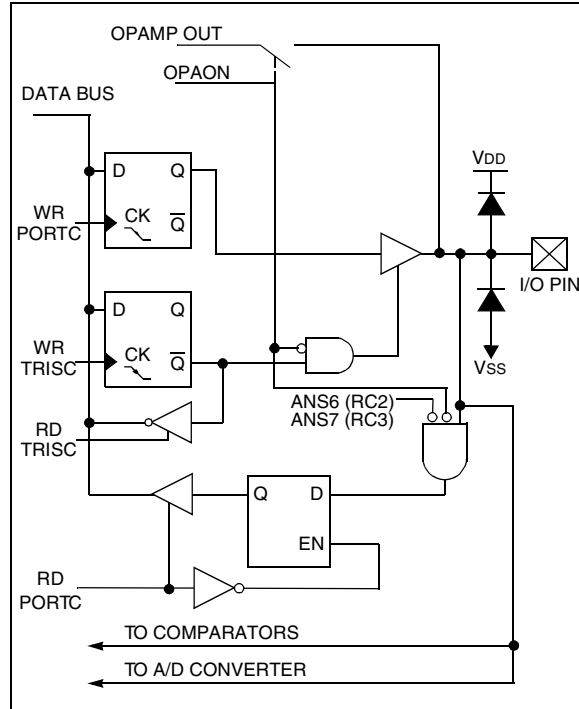 OPAMP OUT
OPAON
DATA BUS
VDD
D Q
WR
PORTC
CK
Q
I/O PIN
D Q
WR
TRISC
CK
Q
VSS
ANS6 (RC2)
ANS7 (RC3)
RD
TRISC
Q D
EN
RD
PORTC
TO COMPARATORS
TO A/D CONVERTER